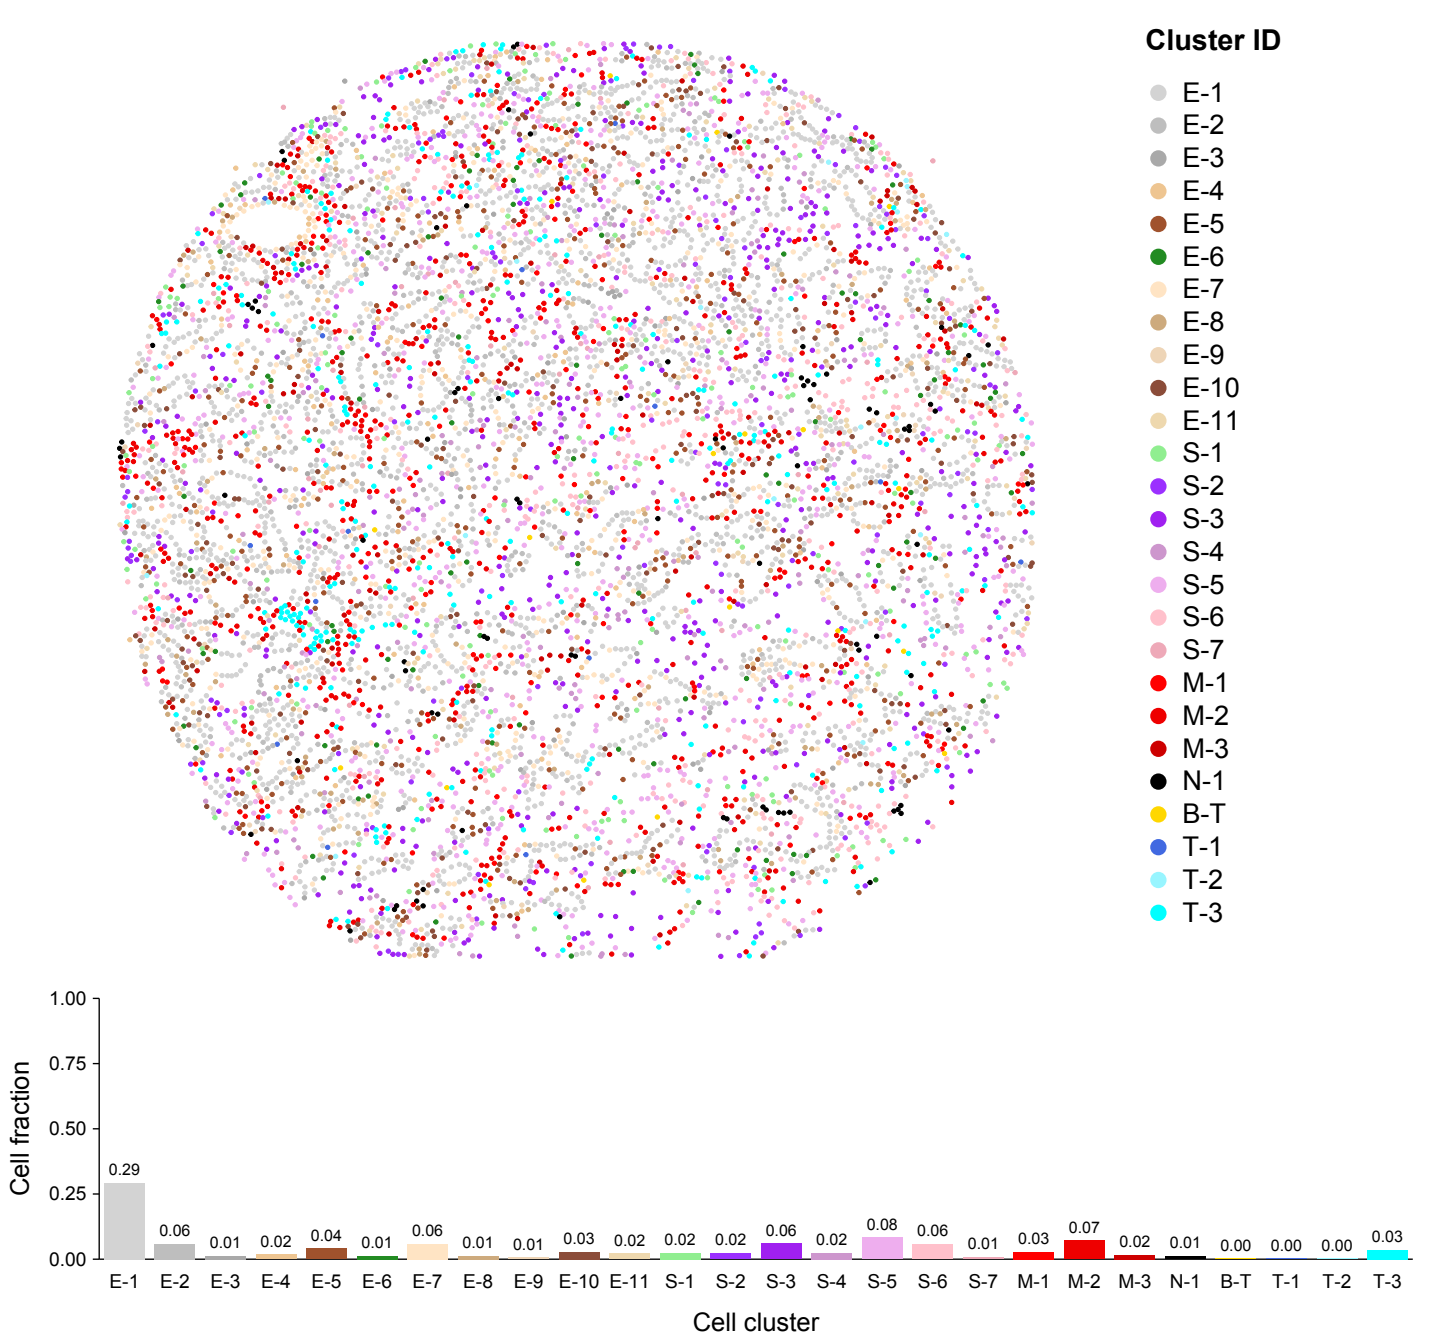 Cluster ID
E-1
E-2
E-3
E-4
E-5
E-6
E-7
E-8
E-9
E-10
E-11
S-1
S-2
S-3
S-4
S-5
S-6
S-7
M-1
M-2
M-3
N-1
B-T
T-1
T-2
T-3
Cell fraction
1.00
0.75
0.50
0.25
0.00
0.29 0.06 0.01 0.02 0.04 0.01 0.06 0.01 0.01 0.03 0.02 0.02 0.02 0.06 0.02 0.08 0.06 0.01 0.03 0.07 0.02 0.01 0.00 0.00 0.00 0.03
E-1 E-2 E-3 E-4 E-5 E-6 E-7 E-8 E-9 E-10 E-11 S-1 S-2 S-3 S-4 S-5 S-6 S-7 M-1 M-2 M-3 N-1 B-T T-1 T-2 T-3
Cell cluster